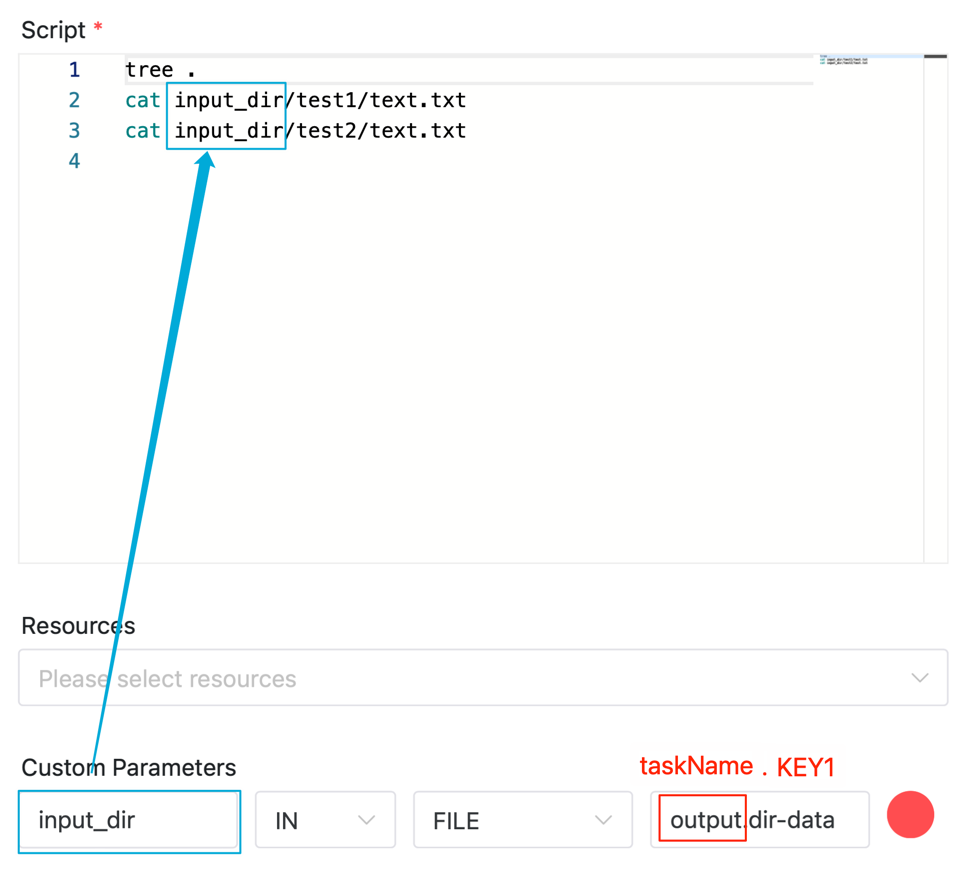 Script *
1 tree .
2 cat input_dir/test1/text.txt
3 cat input_dir/test2/text.txt
4
Resources
Please select resources
Custom Parameters
taskName . KEY1
input_dir IN FILE output.dir-data